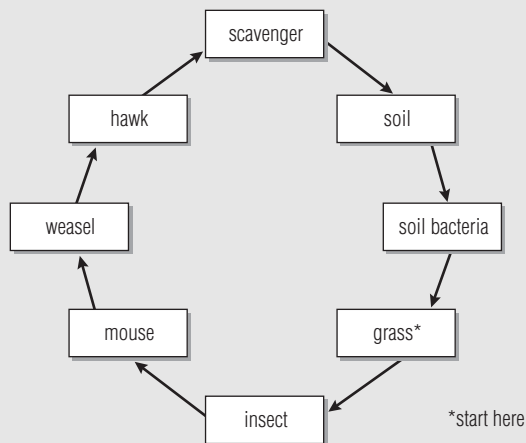 scavenger
hawk
soil
weasel
soil bacteria
mouse
grass*
insect
*start here